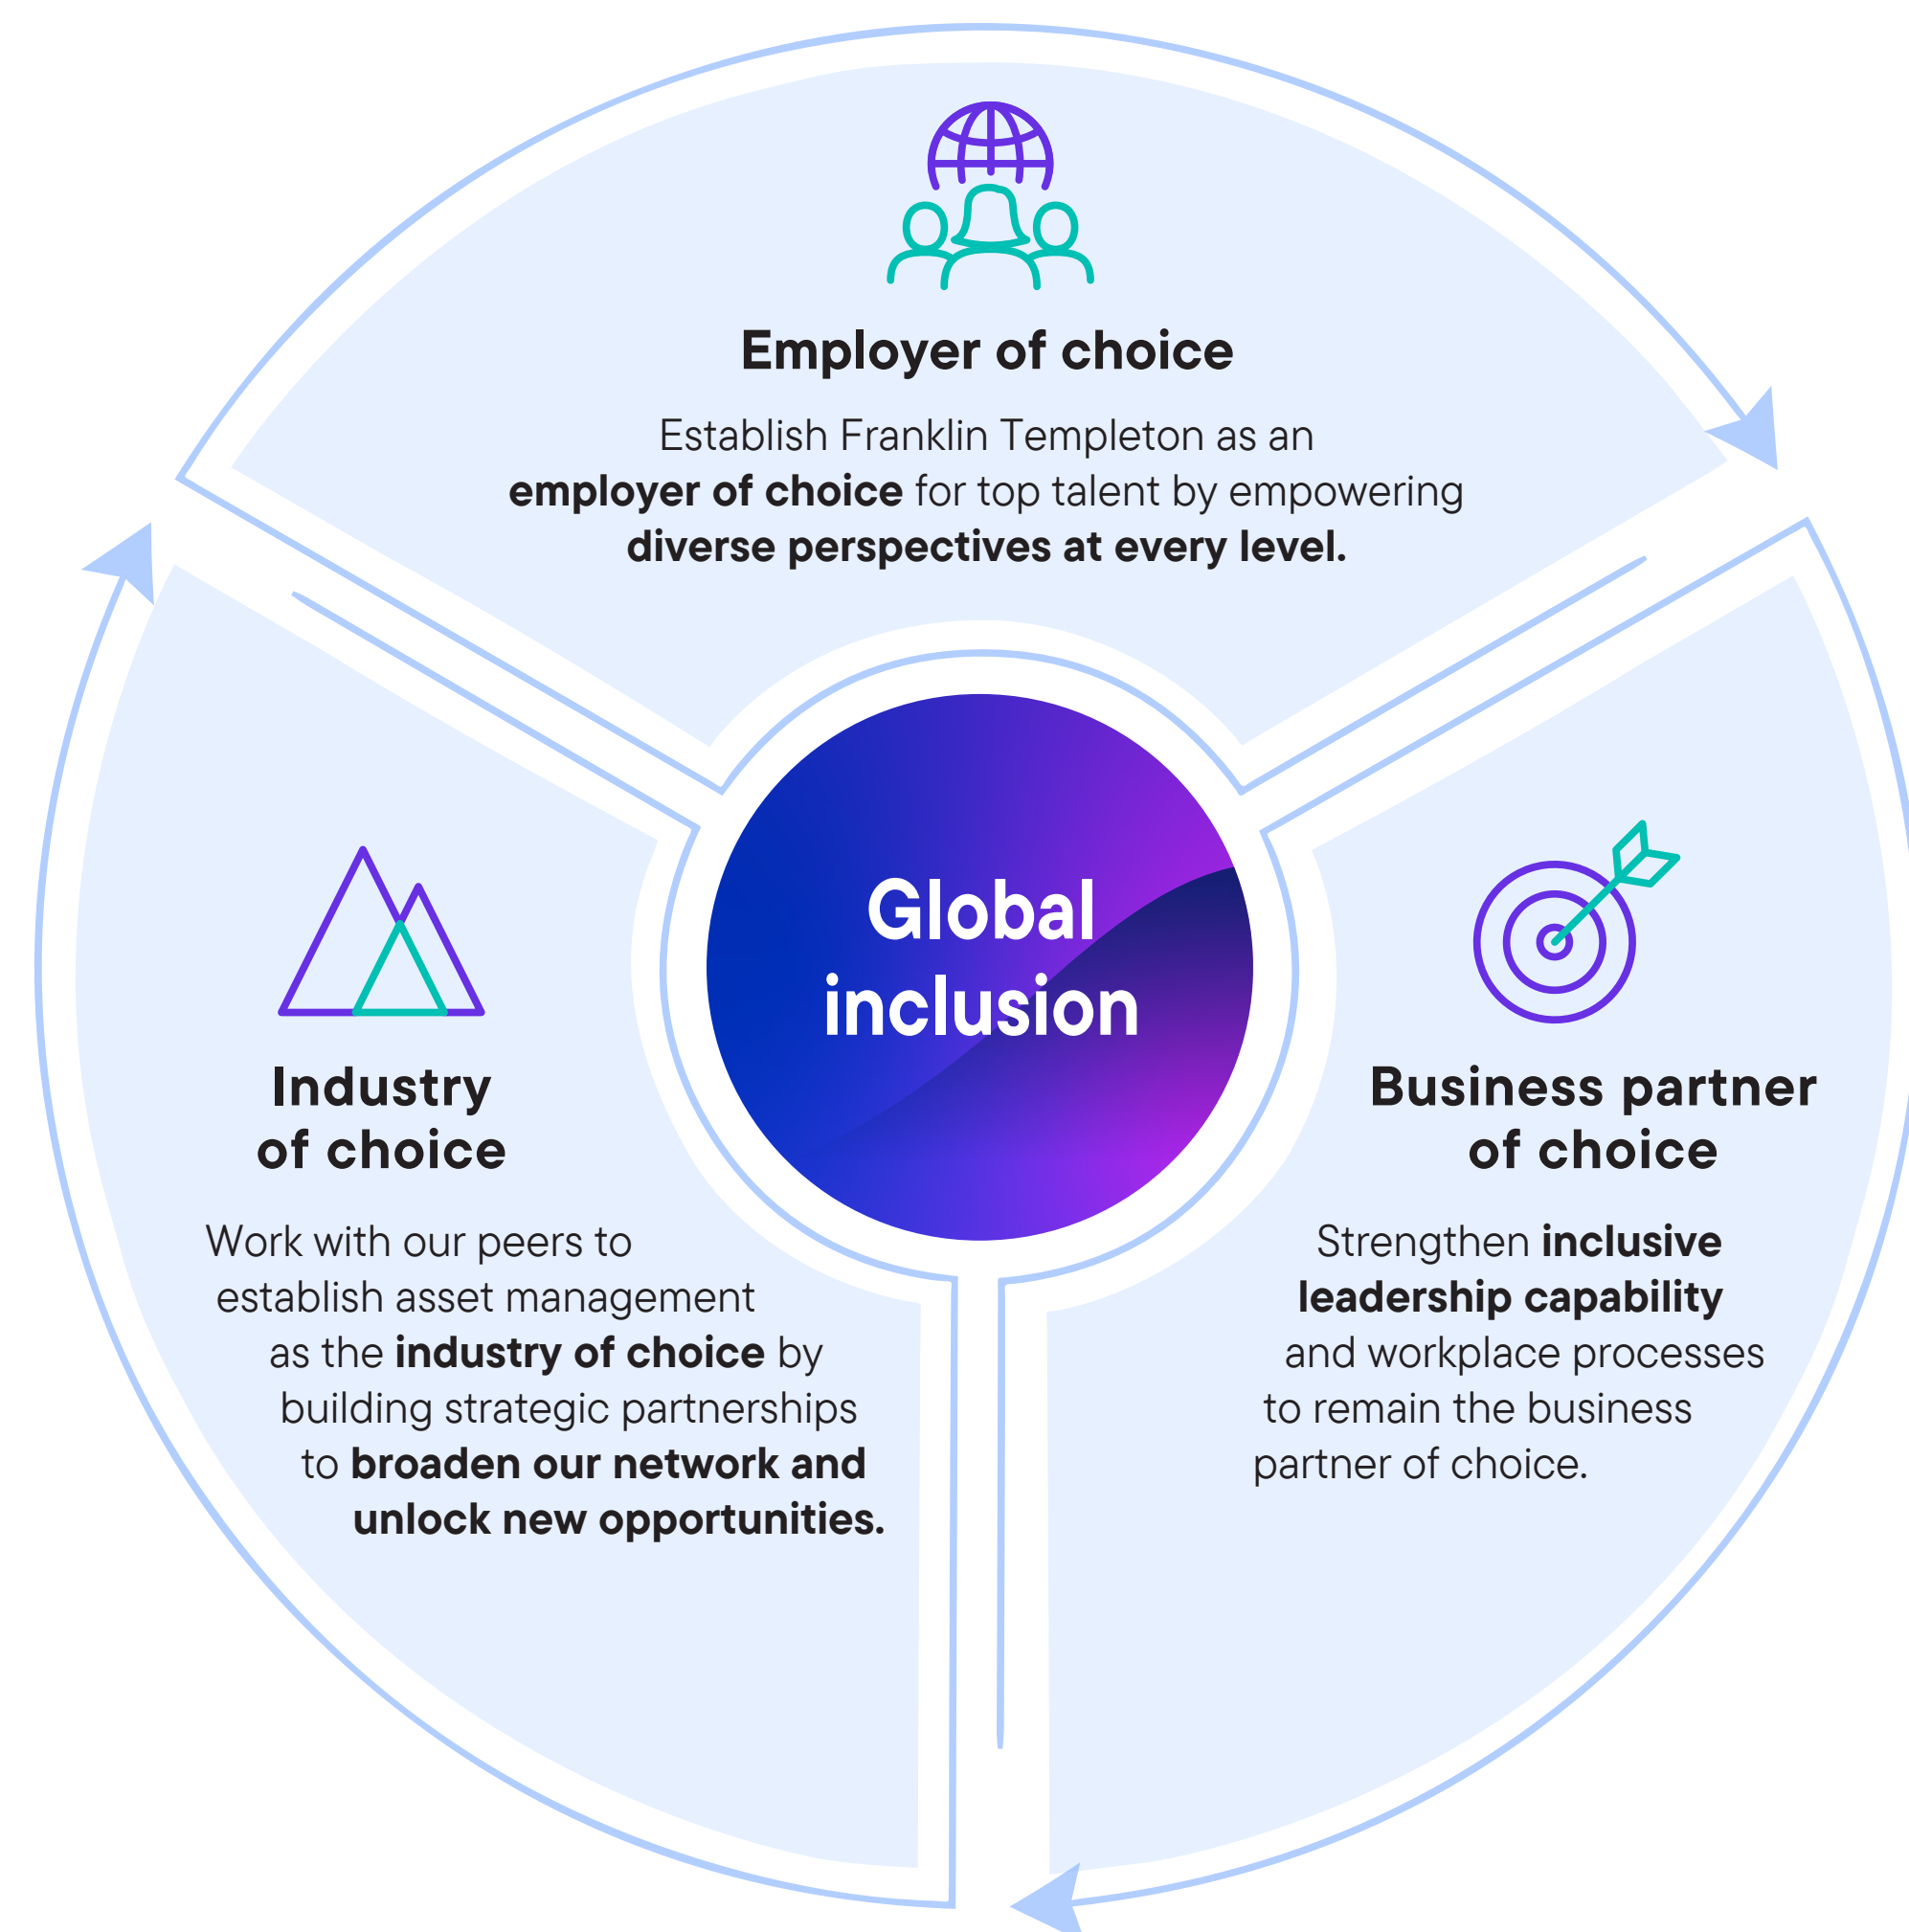 Employer of choice
Establish Franklin Templeton as an
employer of choice for top talent by empowering
diverse perspectives at every level.
Global
inclusion
Industry
of choice
Work with our peers to
establish asset management
as the industry of choice by
building strategic partnerships
to broaden our network and
unlock new opportunities.
Business partner
of choice
Strengthen inclusive
leadership capability
and workplace processes
to remain the business
partner of choice.